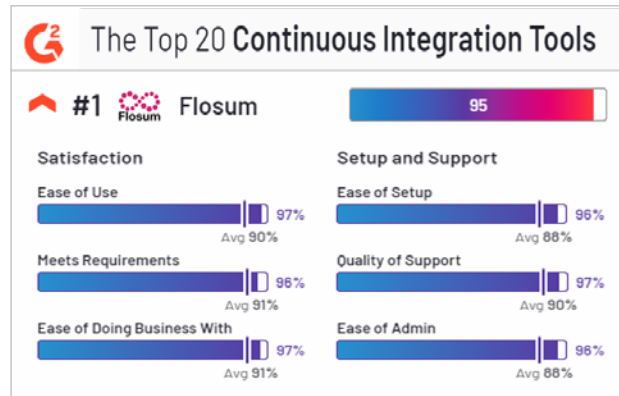 G2
The Top 20 Continuous Integration Tools
#1 Flosum Flosum
95
Satisfaction
Ease of Use
97%
Avg 90%
Meets Requirements
96%
Avg 91%
Ease of Doing Business With
97%
Avg 91%
Setup and Support
Ease of Setup
96%
Avg 88%
Quality of Support
97%
Avg 90%
Ease of Admin
96%
Avg 88%